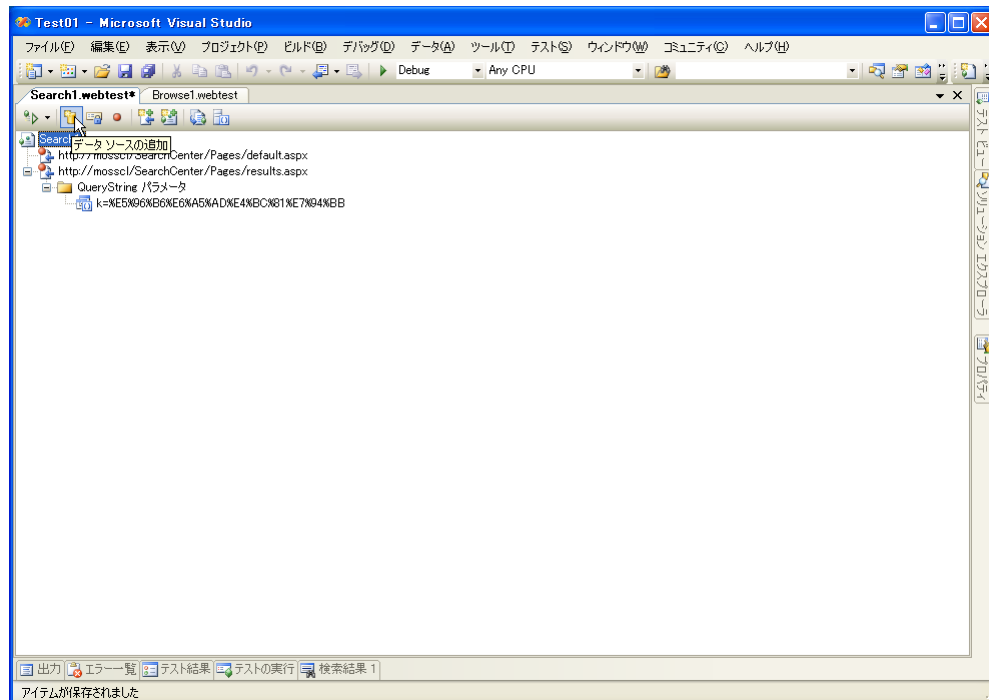 Test01 - Microsoft Visual Studio
ファイル(F) 編集(E) 表示(V) プロジェクト(P) ビルド(B) デバッグ(D) データ(A) ツール(T) テスト(S) ウィンドウ(W) コミュニティ(C) ヘルプ(H)
Debug Any CPU
Search1.webtest* Browse1.webtest
Search
データ ソースの追加
http://mosscl/SearchCenter/Pages/default.aspx
http://mosscl/SearchCenter/Pages/results.aspx
QueryString パラメータ
k=%E5%96%B6%E6%A5%AD%E4%BC%81%E7%94%BB
テスト ビュー
ソリューション エクスプローラ
プロパティ
出力 エラー一覧 テスト結果 テストの実行 検索結果 1
アイテムが保存されました